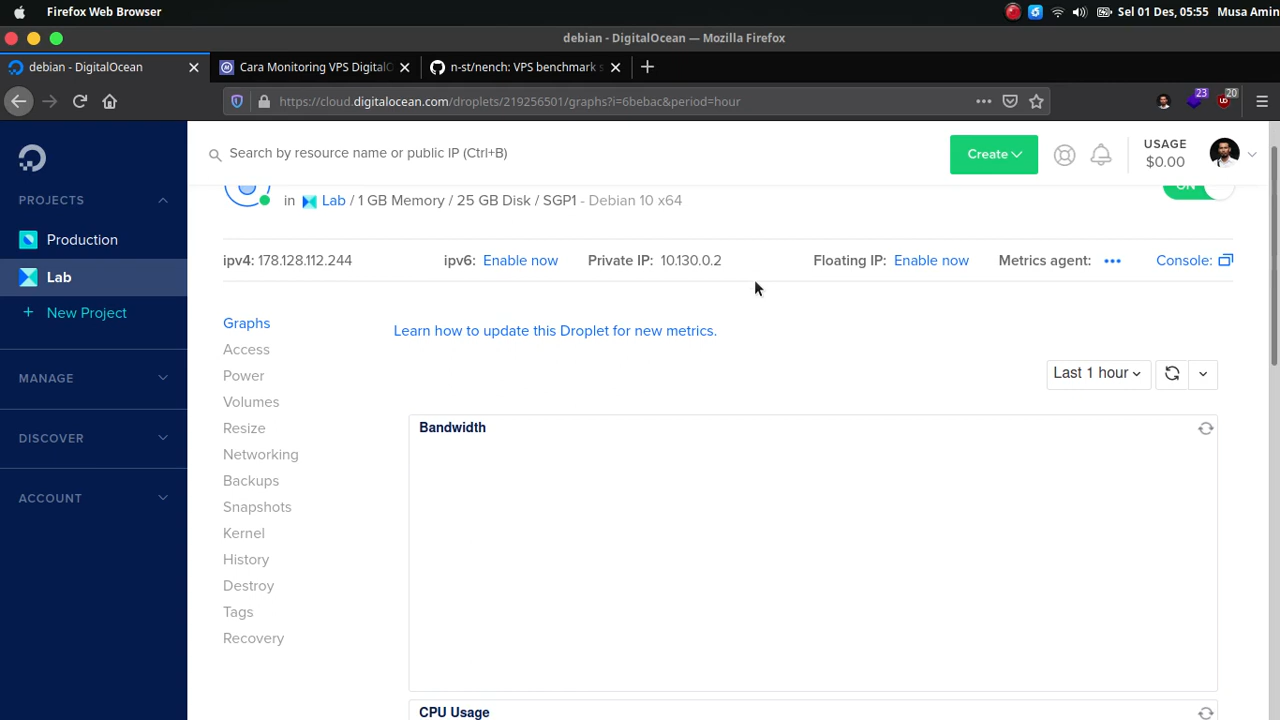 Firefox Web Browser
Sel 01 Des, 05:55
Musa Amin
debian - DigitalOcean — Mozilla Firefox
debian - DigitalOcean
Cara Monitoring VPS DigitalO
n-st/nench: VPS benchmark s
https://cloud.digitalocean.com/droplets/219256501/graphs?i=6bebac&period=hour
23
20
Search by resource name or public IP (Ctrl+B)
Create
USAGE
$0.00
PROJECTS
Production
Lab
+ New Project
MANAGE
DISCOVER
ACCOUNT
in Lab / 1 GB Memory / 25 GB Disk / SGP1 - Debian 10 x64
ON
ipv4: 178.128.112.244
ipv6: Enable now
Private IP: 10.130.0.2
Floating IP: Enable now
Metrics agent: •••
Console:
Graphs
Access
Power
Volumes
Resize
Networking
Backups
Snapshots
Kernel
History
Destroy
Tags
Recovery
Learn how to update this Droplet for new metrics.
Last 1 hour
Bandwidth
CPU Usage